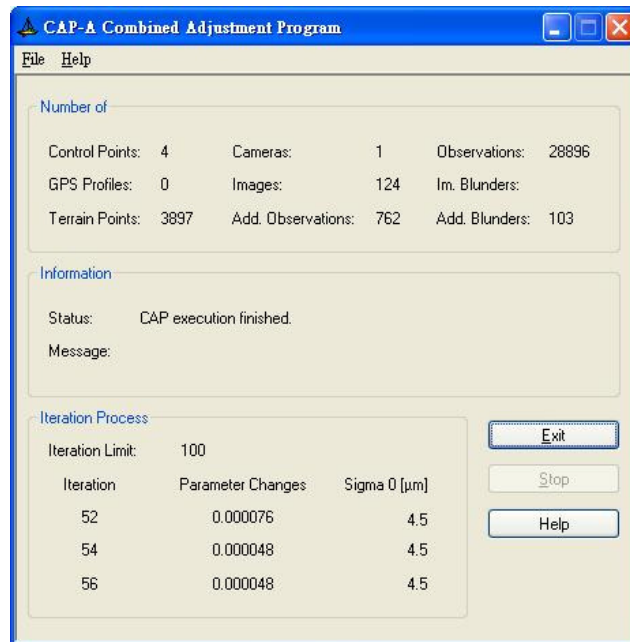 CAP-A Combined Adjustment Program
File Help
Number of
Control Points: 4 Cameras: 1 Observations: 28896
GPS Profiles: 0 Images: 124 Im. Blunders:
Terrain Points: 3897 Add. Observations: 762 Add. Blunders: 103
Information
Status: CAP execution finished.
Message:
Iteration Process
Iteration Limit: 100
Iteration Parameter Changes Sigma 0 [µm]
52 0.000076 4.5
54 0.000048 4.5
56 0.000048 4.5
Exit
Stop
Help